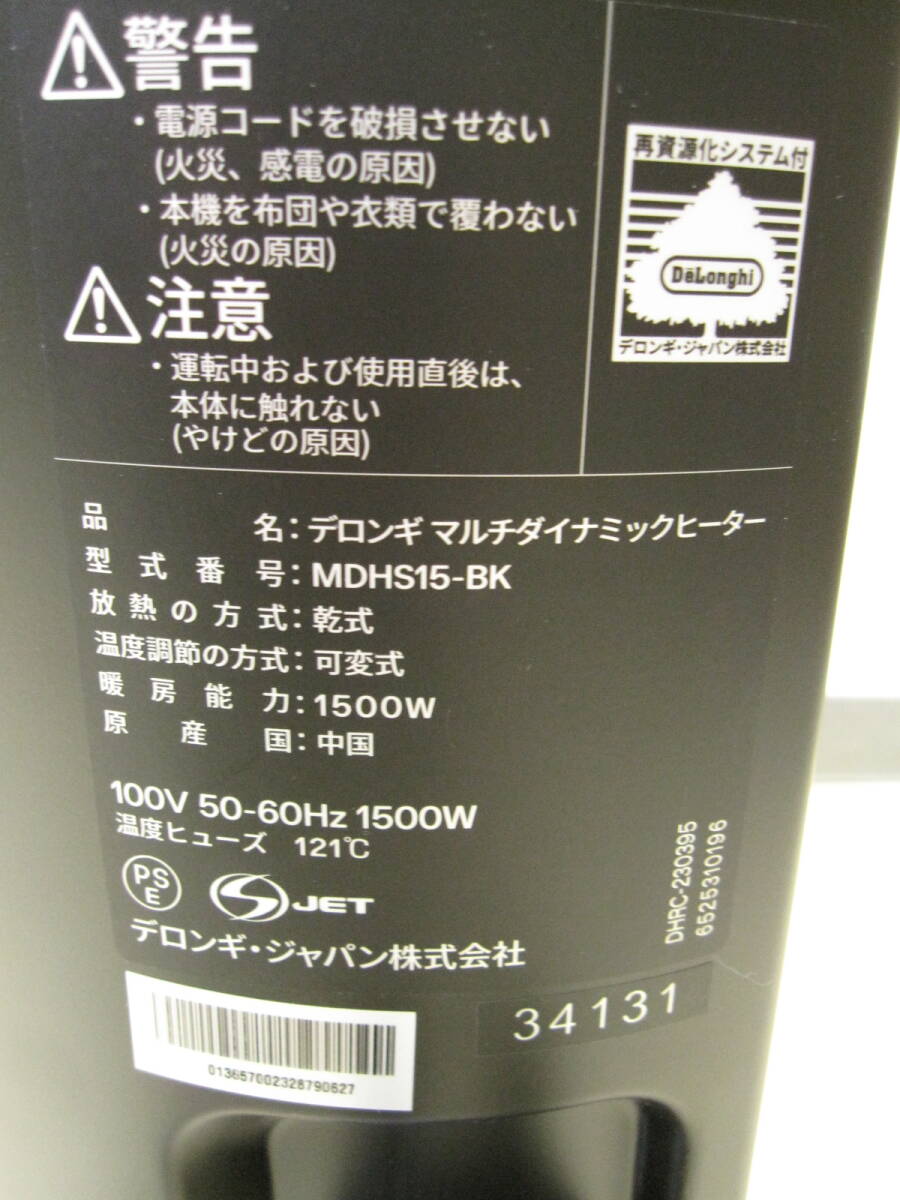 警告
・電源コードを破損させない
(火災、感電の原因)
・本機を布団や衣類で覆わない
(火災の原因)
注意
・運転中および使用直後は、
本体に触れない
(やけどの原因)
再資源化システム付
DeLonghi
デロンギ・ジャパン株式会社
品名：デロンギ マルチダイナミックヒーター
型式番号：MDHS15-BK
放熱の方式：乾式
温度調節の方式：可変式
暖房能力：1500W
原産国：中国
100V 50-60Hz 1500W
温度ヒューズ 121℃
PS
E
JET
デロンギ・ジャパン株式会社
DHRC-230395
6525310196
34131
013657002328790627